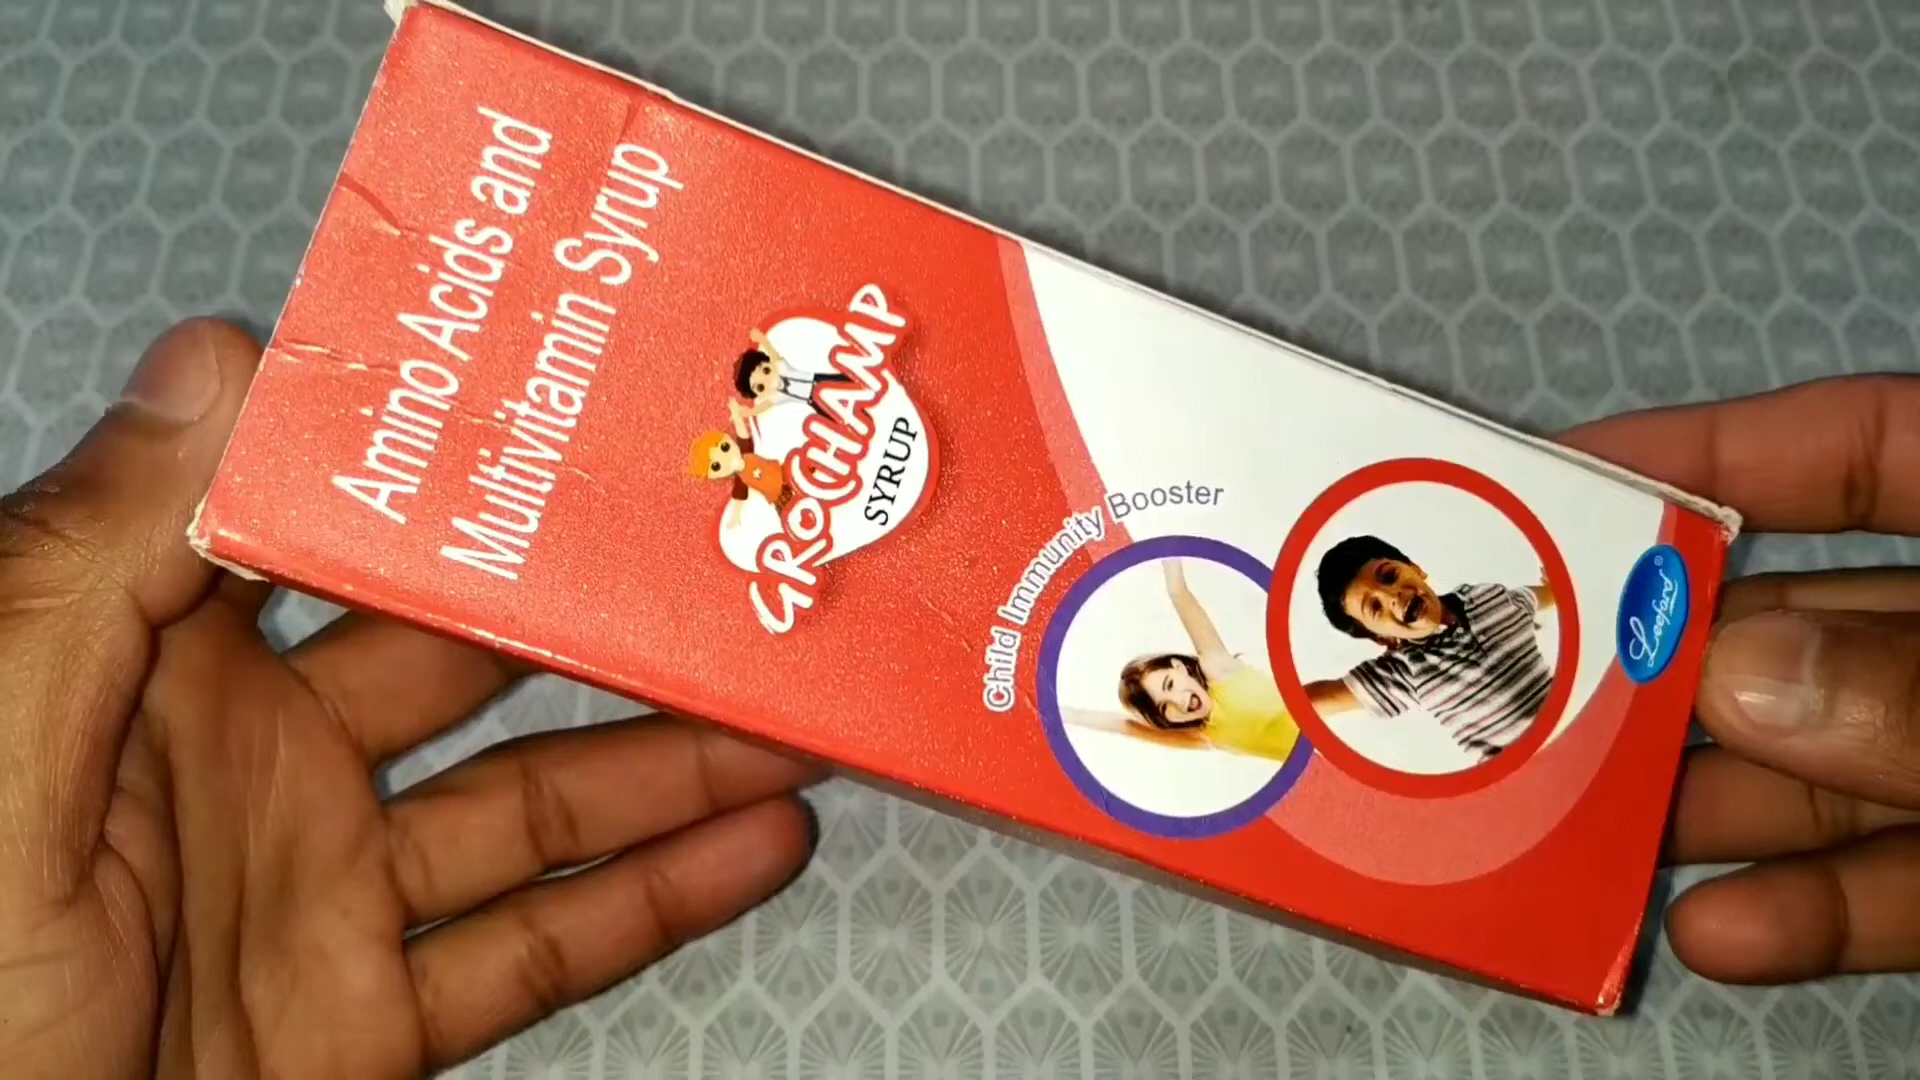 Amino Acids and
Multivitamin Syrup
GROCHAMP
SYRUP
Child Immunity Booster
Leeford®